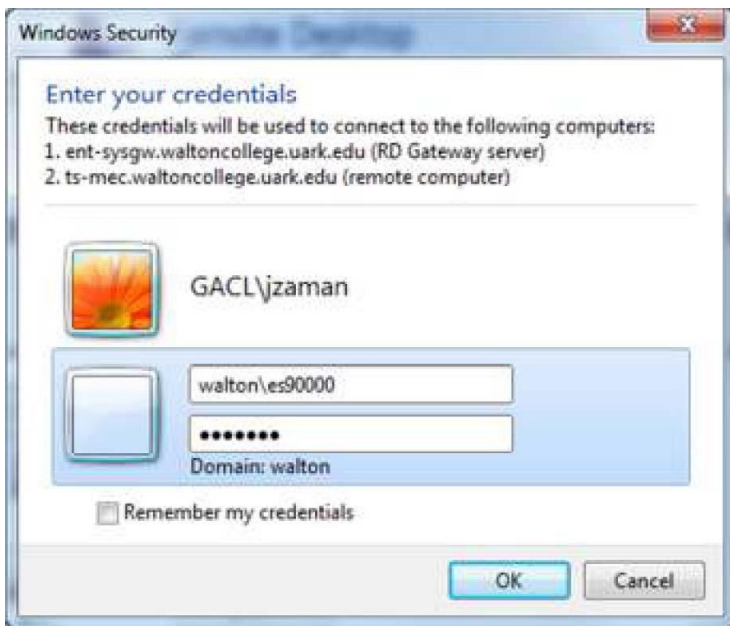 Windows Security
Remote Desktop
Enter your credentials
These credentials will be used to connect to the following computers:
1. ent-sysgw.waltoncollege.uark.edu (RD Gateway server)
2. ts-mec.waltoncollege.uark.edu (remote computer)
GACL\jzaman
walton\es90000
•••••••
Domain: walton
Remember my credentials
OK Cancel